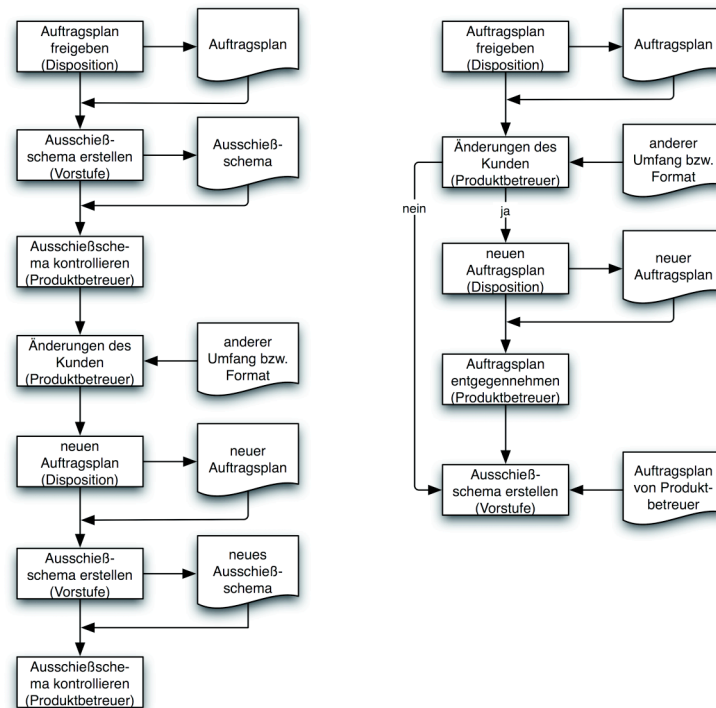 Auftragsplan
freigeben
(Disposition)
Auftragsplan
Ausschieß-
schema erstellen
(Vorstufe)
Ausschieß-
schema
Ausschießsche-
ma kontrollieren
(Produktbetreuer)
Änderungen des
Kunden
(Produktbetreuer)
anderer
Umfang bzw.
Format
neuen
Auftragsplan
(Disposition)
neuer
Auftragsplan
Ausschieß-
schema erstellen
(Vorstufe)
neues
Ausschieß-
schema
Ausschießsche-
ma kontrollieren
(Produktbetreuer)
Auftragsplan
freigeben
(Disposition)
Auftragsplan
Änderungen des
Kunden
(Produktbetreuer)
anderer
Umfang bzw.
Format
nein
ja
neuen
Auftragsplan
(Disposition)
neuer
Auftragsplan
Auftragsplan
entgegennehmen
(Produktbetreuer)
Ausschieß-
schema erstellen
(Vorstufe)
Auftragsplan
von Produkt-
betreuer